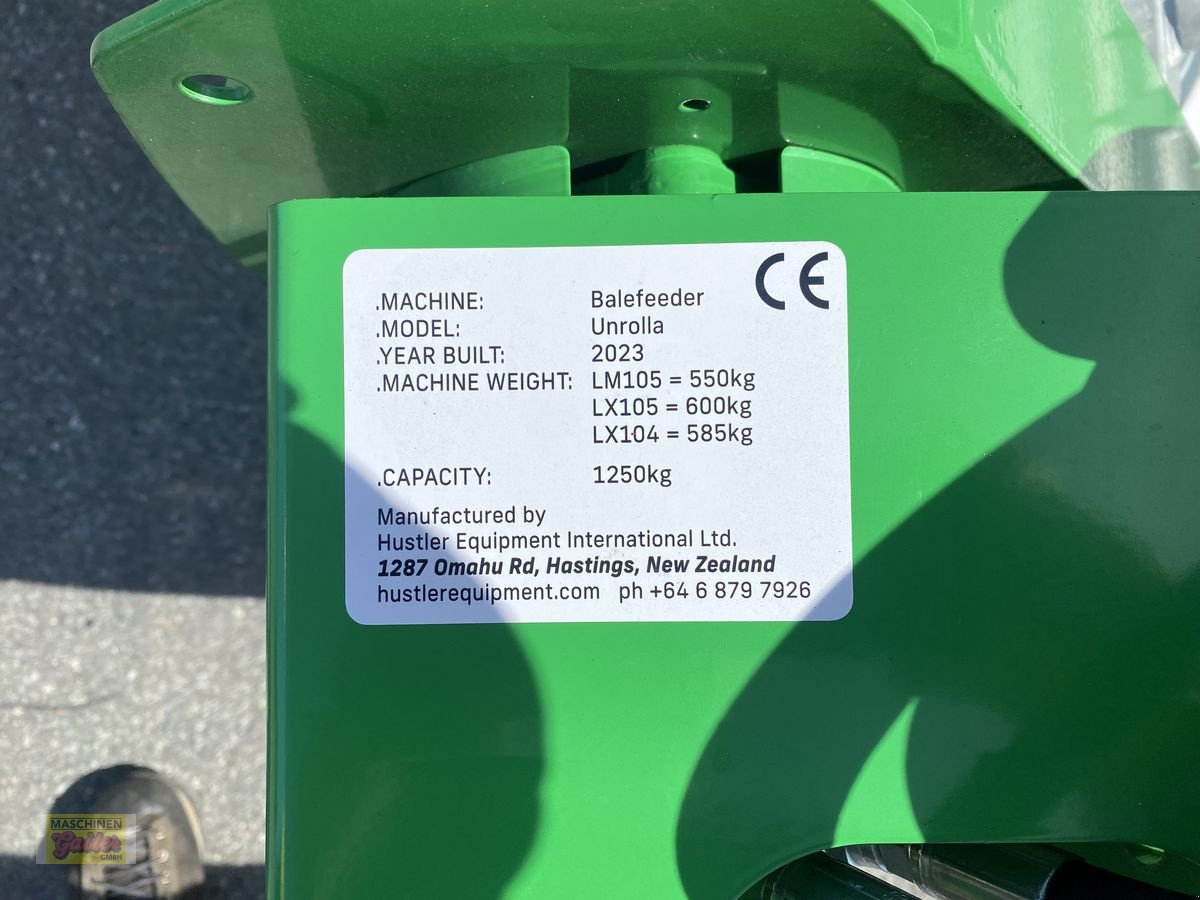 CE
.MACHINE: Balefeeder
.MODEL: Unrolla
.YEAR BUILT: 2023
.MACHINE WEIGHT: LM105 = 550kg
LX105 = 600kg
LX104 = 585kg
.CAPACITY: 1250kg
Manufactured by
Hustler Equipment International Ltd.
1287 Omahu Rd, Hastings, New Zealand
hustlerequipment.com ph +64 6 879 7926
MASCHINEN
Gailer
GMBH